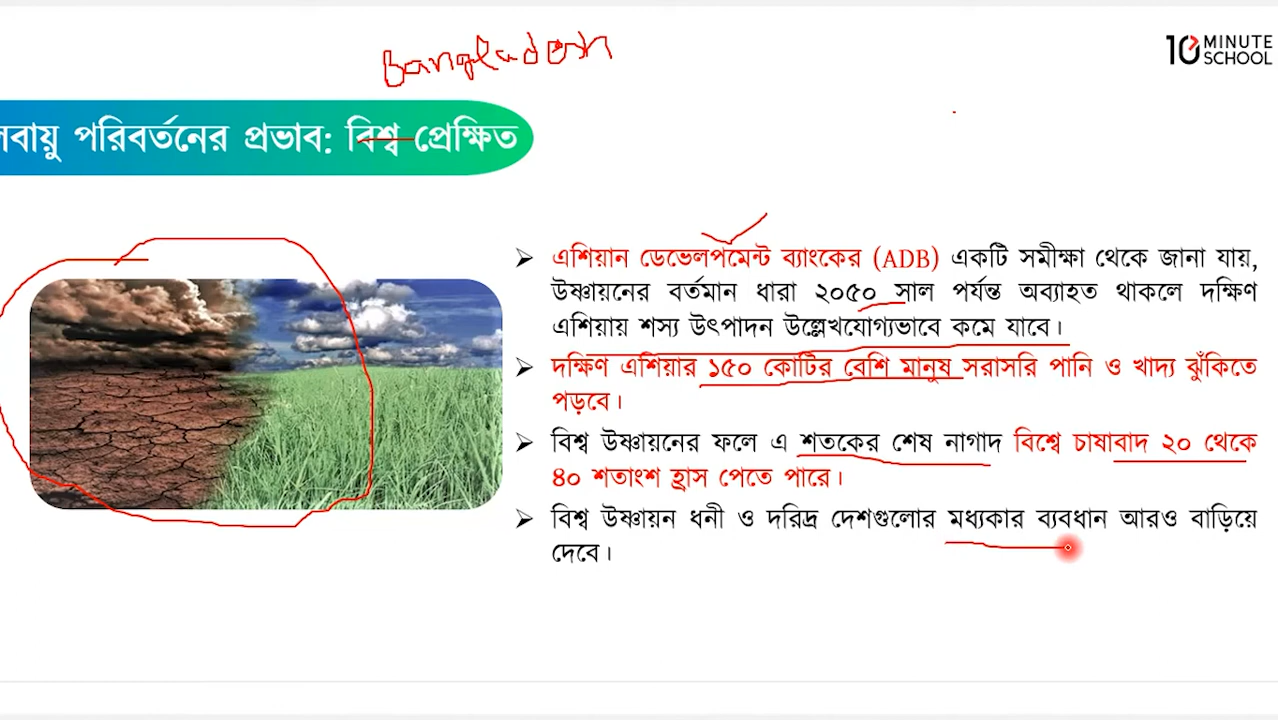 Bangladesh
10 MINUTE SCHOOL
পরিবর্তনের প্রভাব: বিশ্ব প্রেক্ষিত
এশিয়ান ডেভেলপমেন্ট ব্যাংকের (ADB) একটি সমীক্ষা থেকে জানা যায়,
উষ্ণায়নের বর্তমান ধারা ২০৫০ সাল পর্যন্ত অব্যাহত থাকলে দক্ষিণ
এশিয়ায় শস্য উৎপাদন উল্লেখযোগ্যভাবে কমে যাবে।
দক্ষিণ এশিয়ার ১৫০ কোটির বেশি মানুষ সরাসরি পানি ও খাদ্য ঝুঁকিতে
পড়বে।
বিশ্ব উষ্ণায়নের ফলে এ শতকের শেষ নাগাদ বিশ্বে চাষাবাদ ২০ থেকে
৪০ শতাংশ হ্রাস পেতে পারে।
বিশ্ব উষ্ণায়ন ধনী ও দরিদ্র দেশগুলোর মধ্যকার ব্যবধান আরও বাড়িয়ে
দেবে।